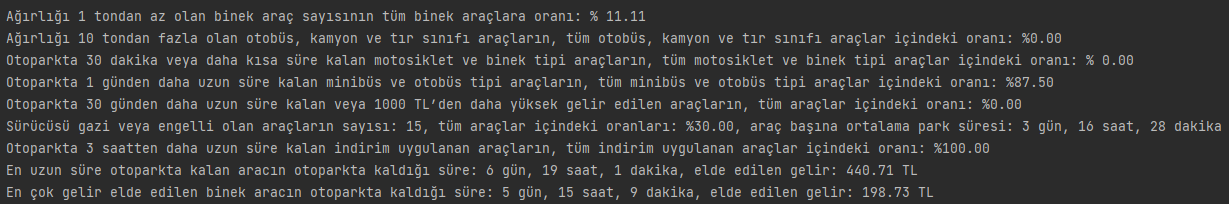 Ağırlığı 1 tondan az olan binek araç sayısının tüm binek araçlara oranı: % 11.11
Ağırlığı 10 tondan fazla olan otobüs, kamyon ve tır sınıfı araçların, tüm otobüs, kamyon ve tır sınıfı araçlar içindeki oranı: %0.00
Otoparkta 30 dakika veya daha kısa süre kalan motosiklet ve binek tipi araçların, tüm motosiklet ve binek tipi araçlar içindeki oranı: % 0.00
Otoparkta 1 günden daha uzun süre kalan minibüs ve otobüs tipi araçların, tüm minibüs ve otobüs tipi araçlar içindeki oranı: %87.50
Otoparkta 30 günden daha uzun süre kalan veya 1000 TL’den daha yüksek gelir edilen araçların, tüm araçlar içindeki oranı: %0.00
Sürücüsü gazi veya engelli olan araçların sayısı: 15, tüm araçlar içindeki oranları: %30.00, araç başına ortalama park süresi: 3 gün, 16 saat, 28 dakika
Otoparkta 3 saatten daha uzun süre kalan indirim uygulanan araçların, tüm indirim uygulanan araçlar içindeki oranı: %100.00
En uzun süre otoparkta kalan aracın otoparkta kaldığı süre: 6 gün, 19 saat, 1 dakika, elde edilen gelir: 440.71 TL
En çok gelir elde edilen binek aracın otoparkta kaldığı süre: 5 gün, 15 saat, 9 dakika, elde edilen gelir: 198.73 TL